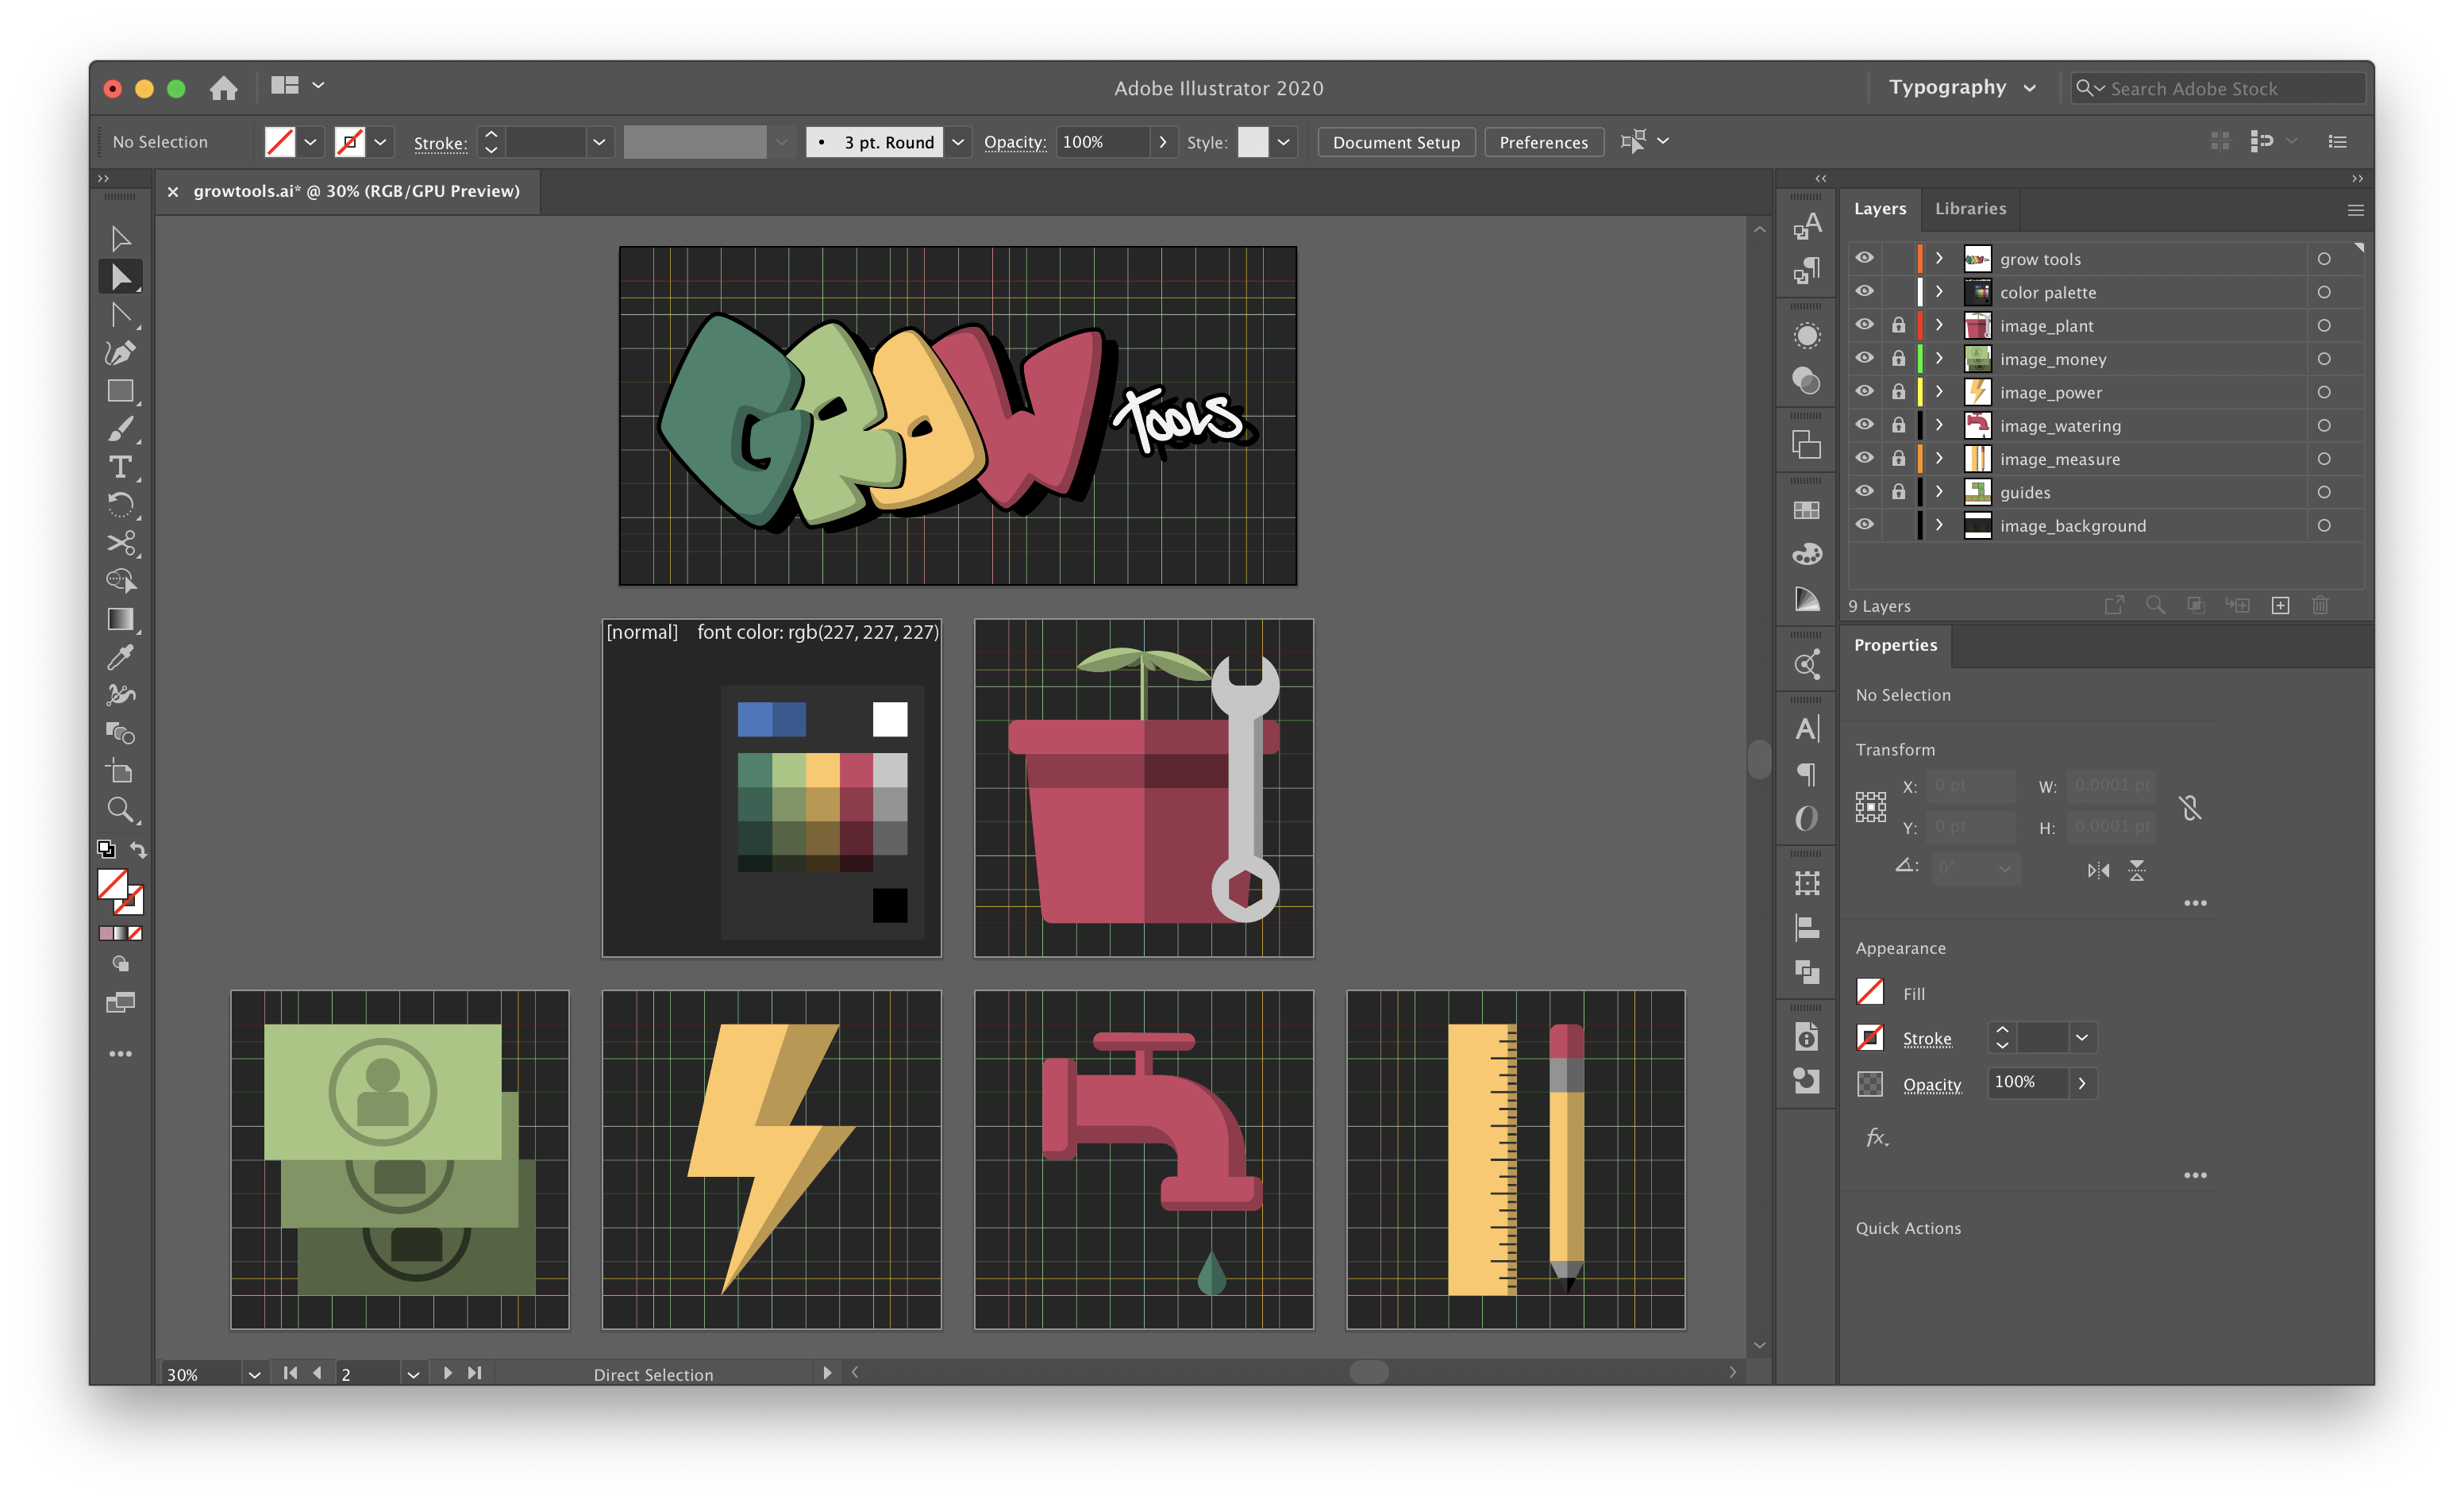 Adobe Illustrator 2020
Typography
Search Adobe Stock
No Selection
Stroke:
3 pt. Round
Opacity:
100%
Style:
Document Setup
Preferences
growtools.ai* @ 30% (RGB/GPU Preview)
GROW
Tools
[normal] font color: rgb(227, 227, 227)
30%
2
Direct Selection
Layers
Libraries
grow tools
color palette
image_plant
image_money
image_power
image_watering
image_measure
guides
image_background
9 Layers
Properties
No Selection
Transform
X:
0 pt
W:
0.0001 pt
Y:
0 pt
H:
0.0001 pt
0°
Appearance
Fill
Stroke
Opacity
100%
fx.
Quick Actions